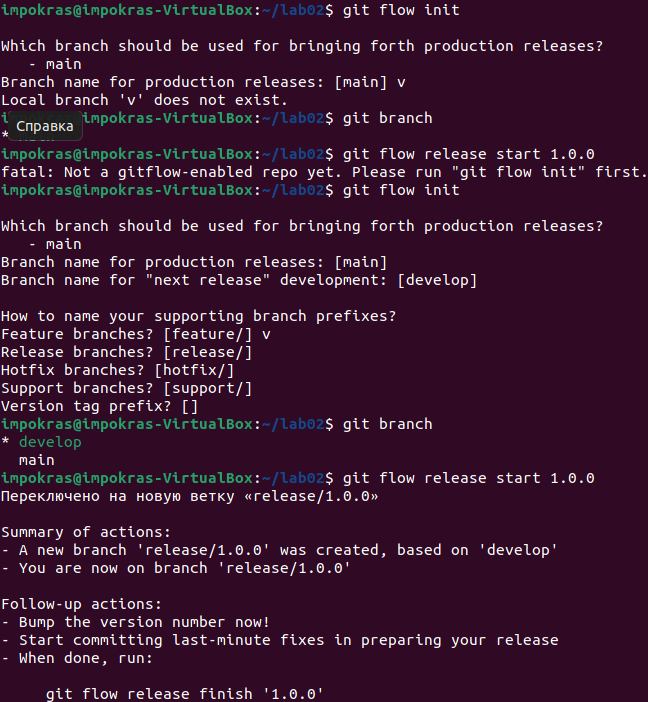 impokras@impokras-VirtualBox:~/lab02$ git flow init

Which branch should be used for bringing forth production releases?
   - main
Branch name for production releases: [main] v
Local branch 'v' does not exist.
impokras@impokras-VirtualBox:~/lab02$ git branch
Справка
*
impokras@impokras-VirtualBox:~/lab02$ git flow release start 1.0.0
fatal: Not a gitflow-enabled repo yet. Please run "git flow init" first.
impokras@impokras-VirtualBox:~/lab02$ git flow init

Which branch should be used for bringing forth production releases?
   - main
Branch name for production releases: [main]
Branch name for "next release" development: [develop]

How to name your supporting branch prefixes?
Feature branches? [feature/] v
Release branches? [release/]
Hotfix branches? [hotfix/]
Support branches? [support/]
Version tag prefix? []
impokras@impokras-VirtualBox:~/lab02$ git branch
* develop
  main
impokras@impokras-VirtualBox:~/lab02$ git flow release start 1.0.0
Переключено на новую ветку «release/1.0.0»

Summary of actions:
- A new branch 'release/1.0.0' was created, based on 'develop'
- You are now on branch 'release/1.0.0'

Follow-up actions:
- Bump the version number now!
- Start committing last-minute fixes in preparing your release
- When done, run:

     git flow release finish '1.0.0'